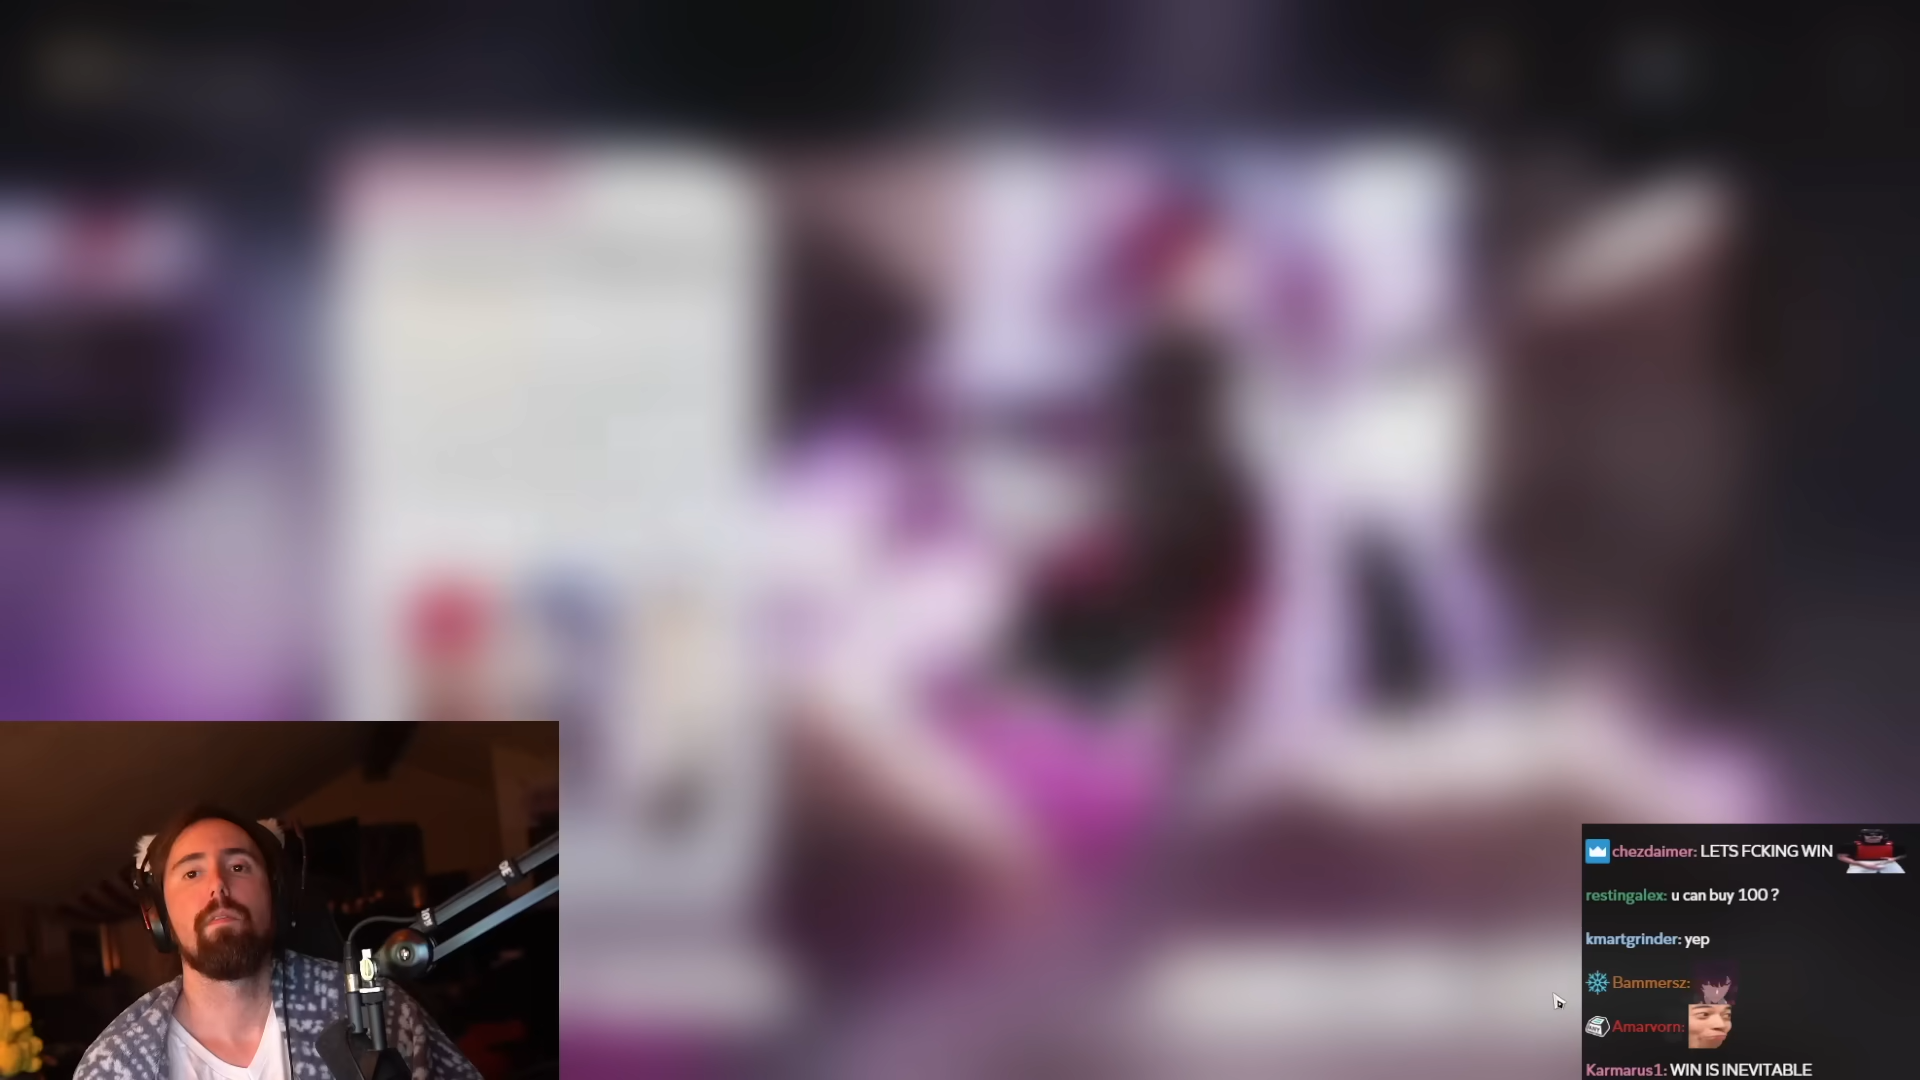 chezdaimer: LETS FCKING WIN
restingalex: u can buy 100 ?
kmartgrinder: yep
Bammersz:
Amarvorn:
Karmarus1: WIN IS INEVITABLE